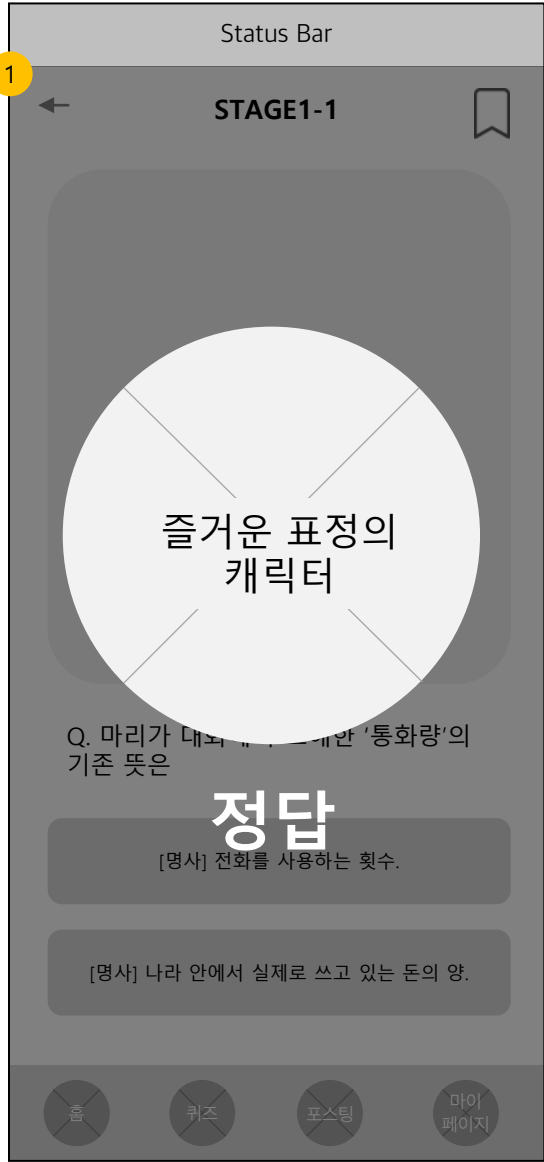 Status Bar
1
STAGE1-1
즐거운 표정의
캐릭터
Q. 마리가 '통화량'의
기존 뜻은
정답
[명사] 전화를 사용하는 횟수.
[명사] 나라 안에서 실제로 쓰고 있는 돈의 양.
홈
퀴즈
포스팅
마이
페이지